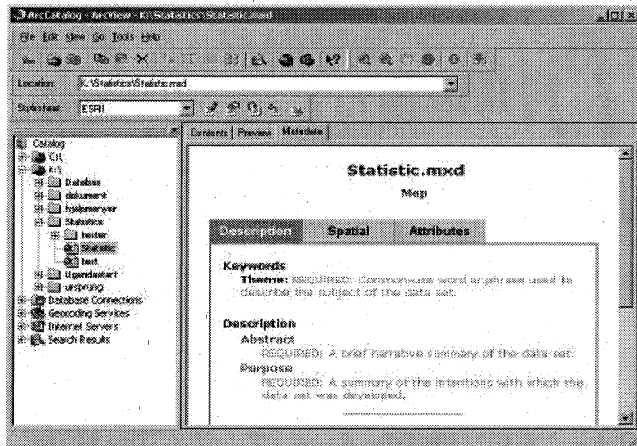 ArcCatalog - ArcView - K:\Statistics\Statistic.mxd
File Edit View Go Tools Help
Location: K:\Statistics\Statistic.mxd
Stylesheet: ESRI
Contents Preview Metadata
Catalog
C:\
K:\
Databas
dokument
hjalpmenyer
Statistics
tester
Statistic
test
Ugandastart
ursprung
Database Connections
Geocoding Services
Internet Servers
Search Results
Statistic.mxd
Map
Description Spatial Attributes
Keywords
Theme: REQUIRED: Common-use word or phrase used to
describe the subject of the data set.
Description
Abstract
REQUIRED: A brief narrative summary of the data set.
Purpose
REQUIRED: A summary of the intentions with which the
data set was developed.